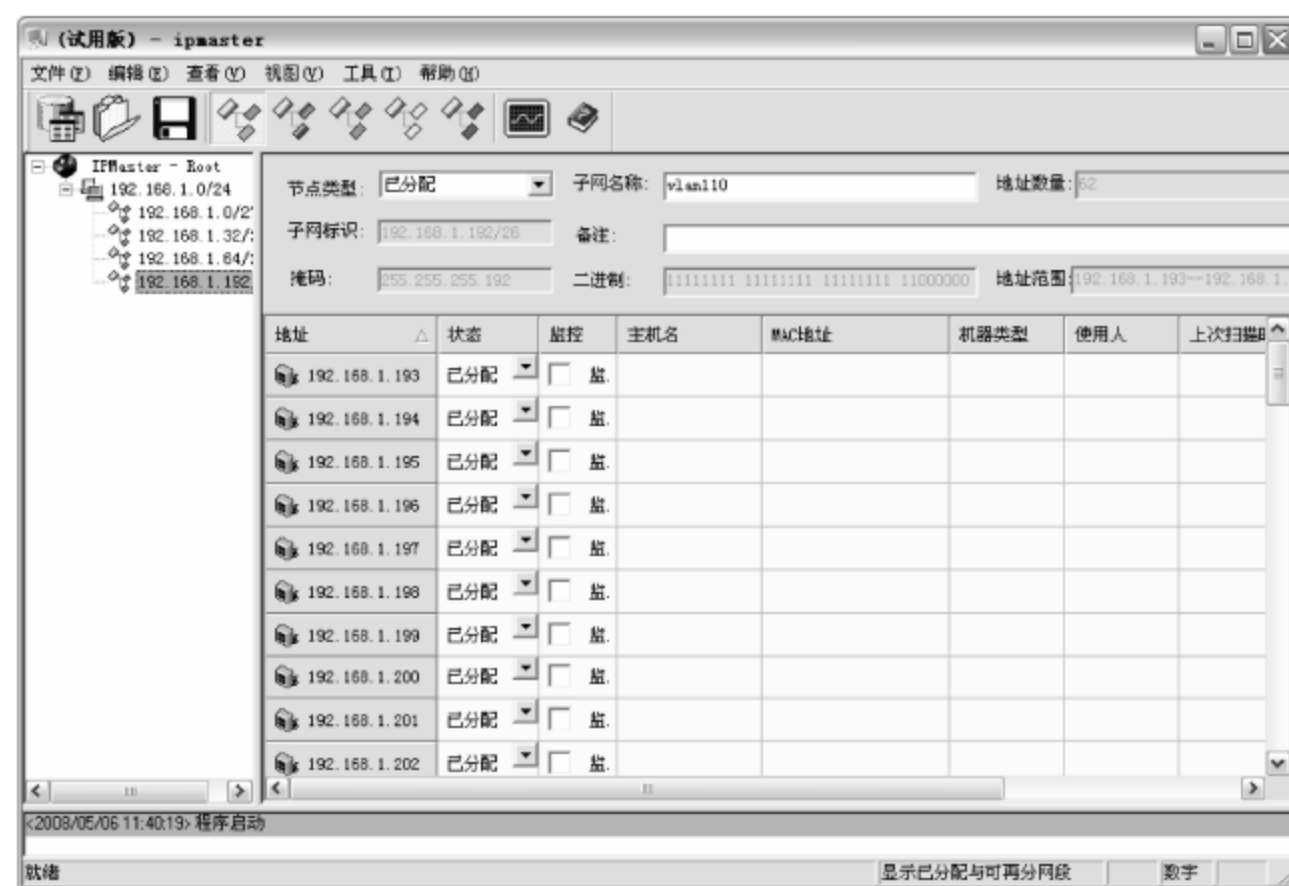 (试用版) - ipmaster
文件(F) 编辑(E) 查看(V) 视图(V) 工具(T) 帮助(H)
IPMaster - Root
192.168.1.0/24
192.168.1.0/2
192.168.1.32/
192.168.1.64/
192.168.1.192
节点类型: 已分配 子网名称: vlan110 地址数量: 62
子网标识: 192.168.1.192/26 备注:
掩码: 255.255.255.192 二进制: 11111111 11111111 11111111 11000000 地址范围: 192.168.1.193--192.168.1.
地址 状态 监控 主机名 MAC地址 机器类型 使用人 上次扫描
192.168.1.193 已分配 监.
192.168.1.194 已分配 监.
192.168.1.195 已分配 监.
192.168.1.196 已分配 监.
192.168.1.197 已分配 监.
192.168.1.198 已分配 监.
192.168.1.199 已分配 监.
192.168.1.200 已分配 监.
192.168.1.201 已分配 监.
192.168.1.202 已分配 监.
<2008/05/06 11:40:19> 程序启动
就绪 显示已分配与可再分网段 数字